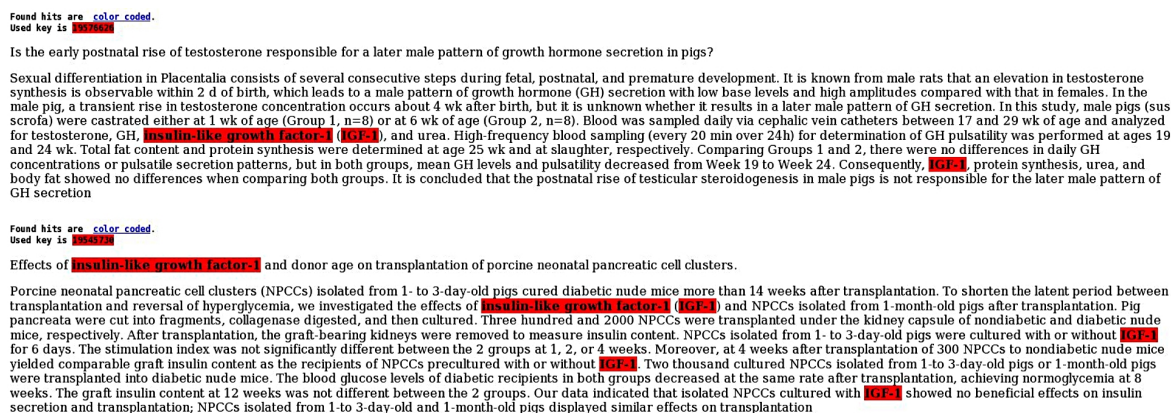 Found hits are color coded.
Used key is 19576626
Is the early postnatal rise of testosterone responsible for a later male pattern of growth hormone secretion in pigs?
Sexual differentiation in Placentalia consists of several consecutive steps during fetal, postnatal, and premature development. It is known from male rats that an elevation in testosterone
synthesis is observable within 2 d of birth, which leads to a male pattern of growth hormone (GH) secretion with low base levels and high amplitudes compared with that in females. In the
male pig, a transient rise in testosterone concentration occurs about 4 wk after birth, but it is unknown whether it results in a later male pattern of GH secretion. In this study, male pigs (sus
scrofa) were castrated either at 1 wk of age (Group 1, n=8) or at 6 wk of age (Group 2, n=8). Blood was sampled daily via cephalic vein catheters between 17 and 29 wk of age and analyzed
for testosterone, GH, insulin-like growth factor-1 (IGF-1), and urea. High-frequency blood sampling (every 20 min over 24h) for determination of GH pulsatility was performed at ages 19
and 24 wk. Total fat content and protein synthesis were determined at age 25 wk and at slaughter, respectively. Comparing Groups 1 and 2, there were no differences in daily GH
concentrations or pulsatile secretion patterns, but in both groups, mean GH levels and pulsatility decreased from Week 19 to Week 24. Consequently, IGF-1, protein synthesis, urea, and
body fat showed no differences when comparing both groups. It is concluded that the postnatal rise of testicular steroidogenesis in male pigs is not responsible for the later male pattern of
GH secretion
Found hits are color coded.
Used key is 19545730
Effects of insulin-like growth factor-1 and donor age on transplantation of porcine neonatal pancreatic cell clusters.
Porcine neonatal pancreatic cell clusters (NPCCs) isolated from 1- to 3-day-old pigs cured diabetic nude mice more than 14 weeks after transplantation. To shorten the latent period between
transplantation and reversal of hyperglycemia, we investigated the effects of insulin-like growth factor-1 (IGF-1) and NPCCs isolated from 1-month-old pigs after transplantation. Pig
pancreata were cut into fragments, collagenase digested, and then cultured. Three hundred and 2000 NPCCs were transplanted under the kidney capsule of nondiabetic and diabetic nude
mice, respectively. After transplantation, the graft-bearing kidneys were removed to measure insulin content. NPCCs isolated from 1- to 3-day-old pigs were cultured with or without IGF-1
for 6 days. The stimulation index was not significantly different between the 2 groups at 1, 2, or 4 weeks. Moreover, at 4 weeks after transplantation of 300 NPCCs to nondiabetic nude mice
yielded comparable graft insulin content as the recipients of NPCCs precultured with or without IGF-1. Two thousand cultured NPCCs isolated from 1-to 3-day-old pigs or 1-month-old pigs
were transplanted into diabetic nude mice. The blood glucose levels of diabetic recipients in both groups decreased at the same rate after transplantation, achieving normoglycemia at 8
weeks. The graft insulin content at 12 weeks was not different between the 2 groups. Our data indicated that isolated NPCCs cultured with IGF-1 showed no beneficial effects on insulin
secretion and transplantation; NPCCs isolated from 1-to 3-day-old and 1-month-old pigs displayed similar effects on transplantation